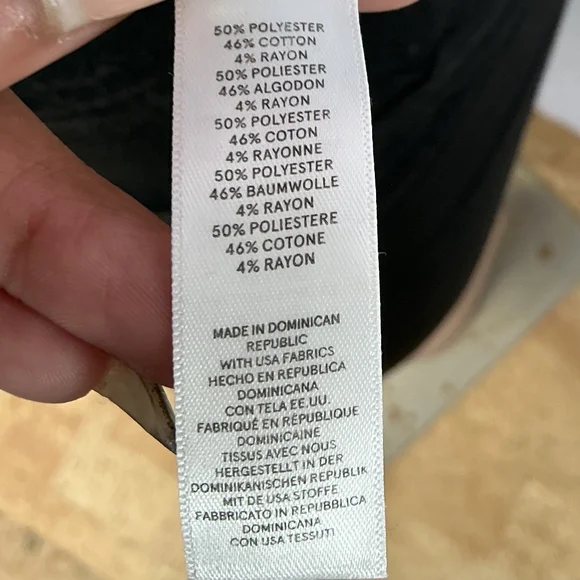 50% POLYESTER
46% COTTON
4% RAYON
50% POLIESTER
46% ALGODON
4% RAYON
50% POLYESTER
46% COTON
4% RAYONNE
50% POLYESTER
46% BAUMWOLLE
4% RAYON
50% POLIESTERE
46% COTONE
4% RAYON
MADE IN DOMINICAN
REPUBLIC
WITH USA FABRICS
HECHO EN REPUBLICA
DOMINICANA
CON TELA EE.UU.
FABRIQUÉ EN RÉPUBLIQUE
DOMINICAINE
TISSUS AVEC NOUS
HERGESTELLT IN DER
DOMINIKANISCHEN REPUBLIK
MIT DE USA STOFFE
FABBRICATO IN REPUBBLICA
DOMINICANA
CON USA TESSUTI